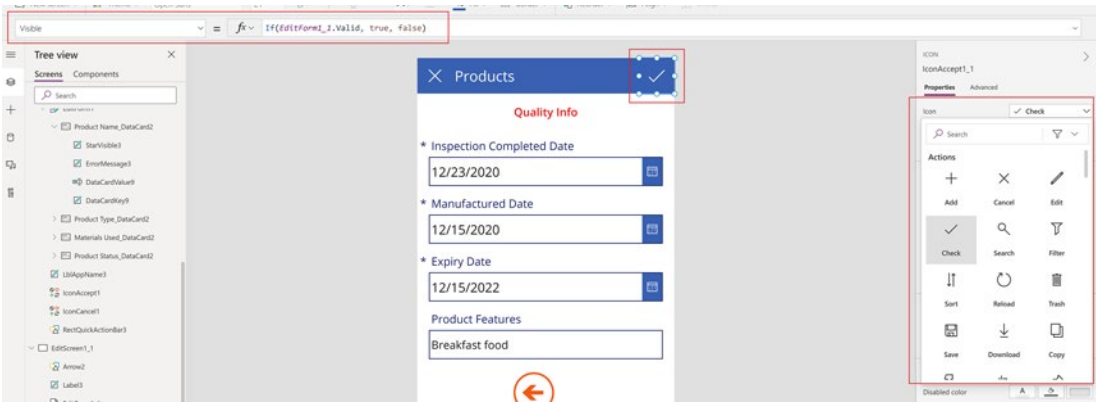 Visible = fx If(EditForm1_1.Valid, true, false)
Tree view
Screens Components
Search
Product Name_DataCard2
StarVisible3
ErrorMessage3
DataCardValue9
DataCardKey9
Product Type_DataCard2
Materials Used_DataCard2
Product Status_DataCard2
LblAppName3
IconAccept1
IconCancel1
RectQuickActionBar3
EditScreen1_1
Arrow2
Label3
Products
Quality Info
* Inspection Completed Date
12/23/2020
* Manufactured Date
12/15/2020
* Expiry Date
12/15/2022
Product Features
Breakfast food
ICON
IconAccept1_1
Properties Advanced
Icon Check
Search
Actions
Add Cancel Edit
Check Search Filter
Sort Reload Trash
Save Download Copy
Disabled color A